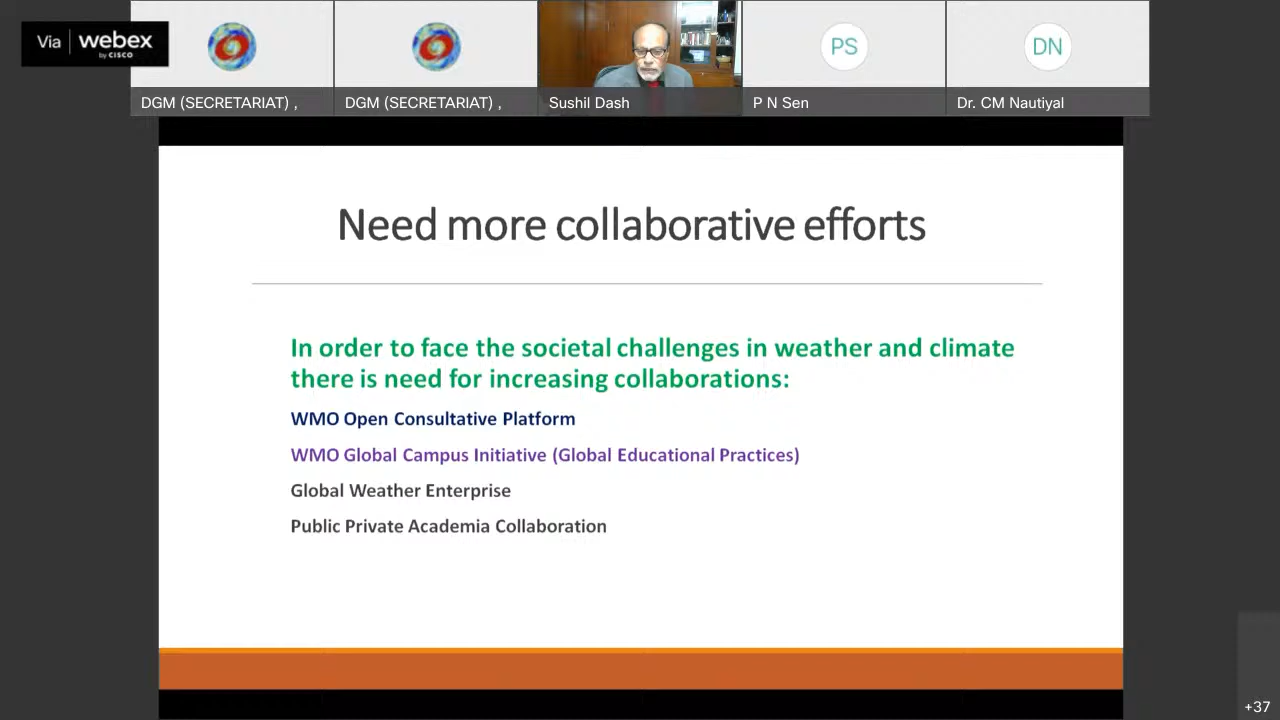 Via webex
by CISCO
DGM (SECRETARIAT) ,
DGM (SECRETARIAT) ,
Sushil Dash
PS
P N Sen
DN
Dr. CM Nautiyal
Need more collaborative efforts
In order to face the societal challenges in weather and climate
there is need for increasing collaborations:
WMO Open Consultative Platform
WMO Global Campus Initiative (Global Educational Practices)
Global Weather Enterprise
Public Private Academia Collaboration
+37